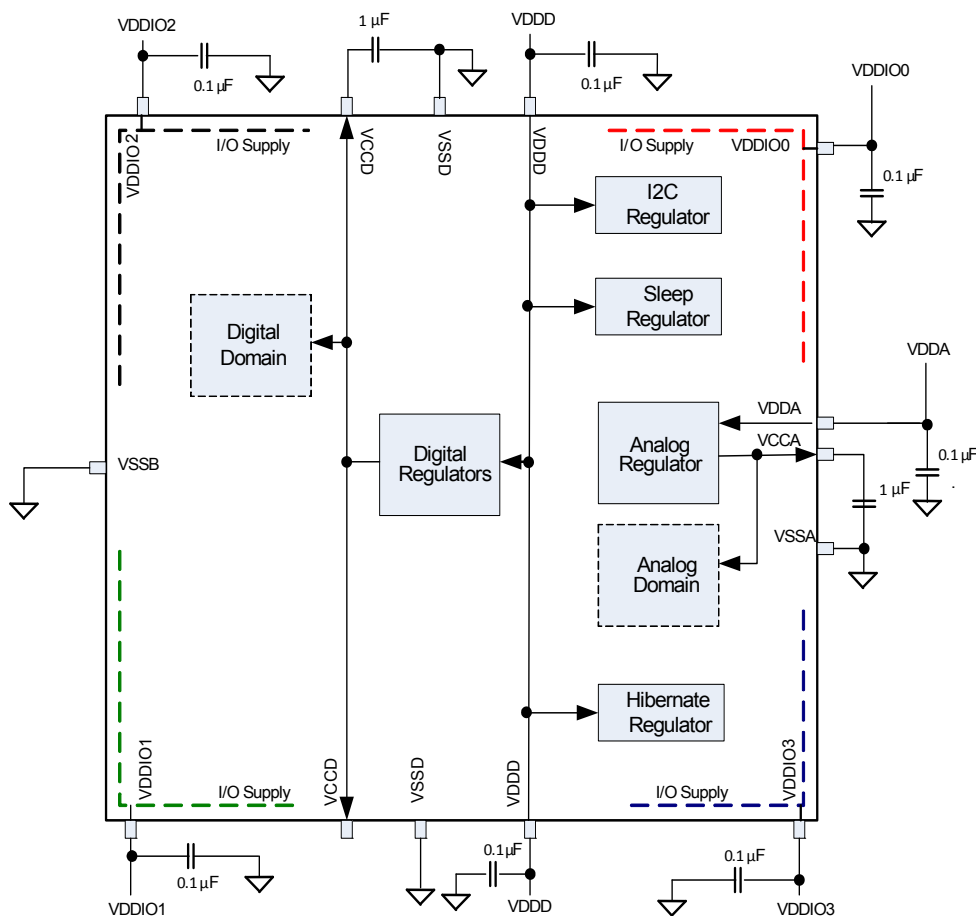 VDDIO2
1 µF
VDDD
0.1 µF
0.1 µF
VDDIO0
VDDIO2
I/O Supply
VCCD
VSSD
VDDD
I/O Supply
VDDIO0
0.1 µF
I2C
Regulator
Sleep
Regulator
Digital
Domain
VDDA
VDDA
VCCA
Analog
Regulator
Digital
Regulators
VSSB
0.1 µF
.
1 µF
VSSA
Analog
Domain
Hibernate
Regulator
VDDIO1
I/O Supply
VCCD
VSSD
VDDD
I/O Supply
VDDIO3
0.1 µF
0.1 µF
0.1 µF
VDDIO1
VDDD
VDDIO3